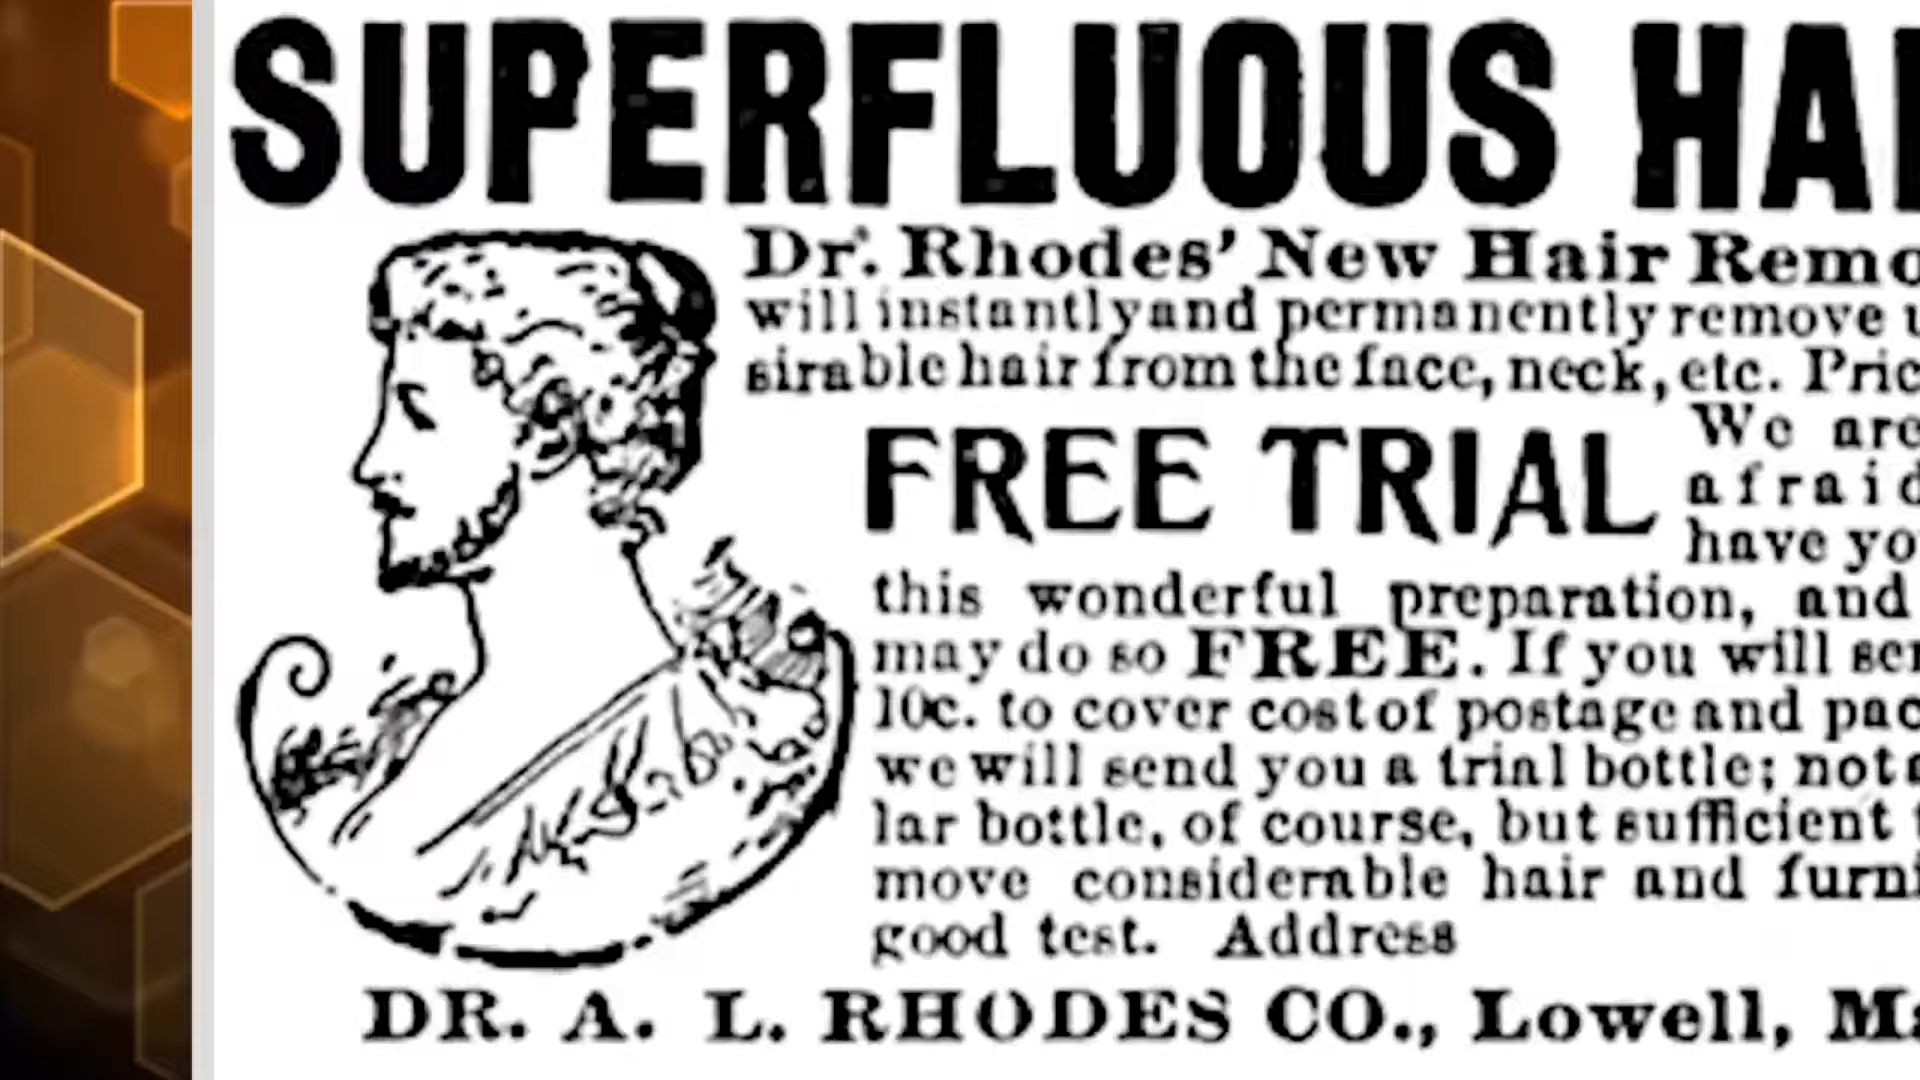 SUPERFLUOUS HAI
Dr. Rhodes' New Hair Remo
will instantly and permanently remove u
sirable hair from the face, neck, etc. Pric
FREE TRIAL
We are
afraid
have yo
this wonderful preparation, and
may do so FREE. If you will sen
10c. to cover cost of postage and pac
we will send you a trial bottle; not a
lar bottle, of course, but sufficient t
move considerable hair and furni
good test. Address
DR. A. L. RHODES CO., Lowell, Ma